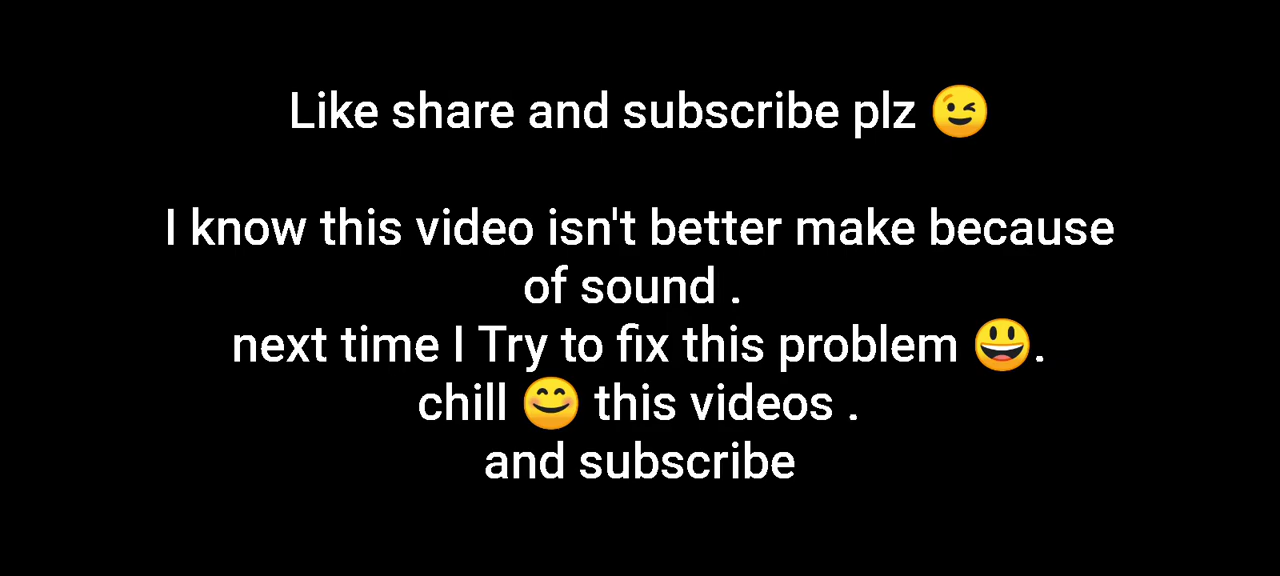 Like share and subscribe plz 😉
I know this video isn't better make because
of sound .
next time I Try to fix this problem 😃.
chill 😊 this videos .
and subscribe